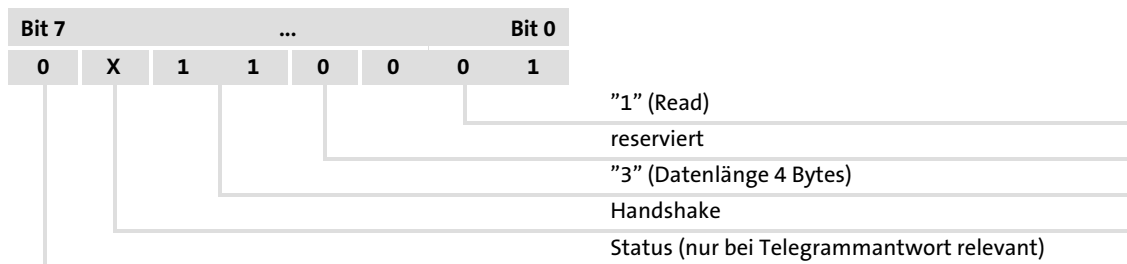 Bit 7 ... Bit 0
0 X 1 1 0 0 0 1
”1” (Read)
reserviert
”3” (Datenlänge 4 Bytes)
Handshake
Status (nur bei Telegrammantwort relevant)